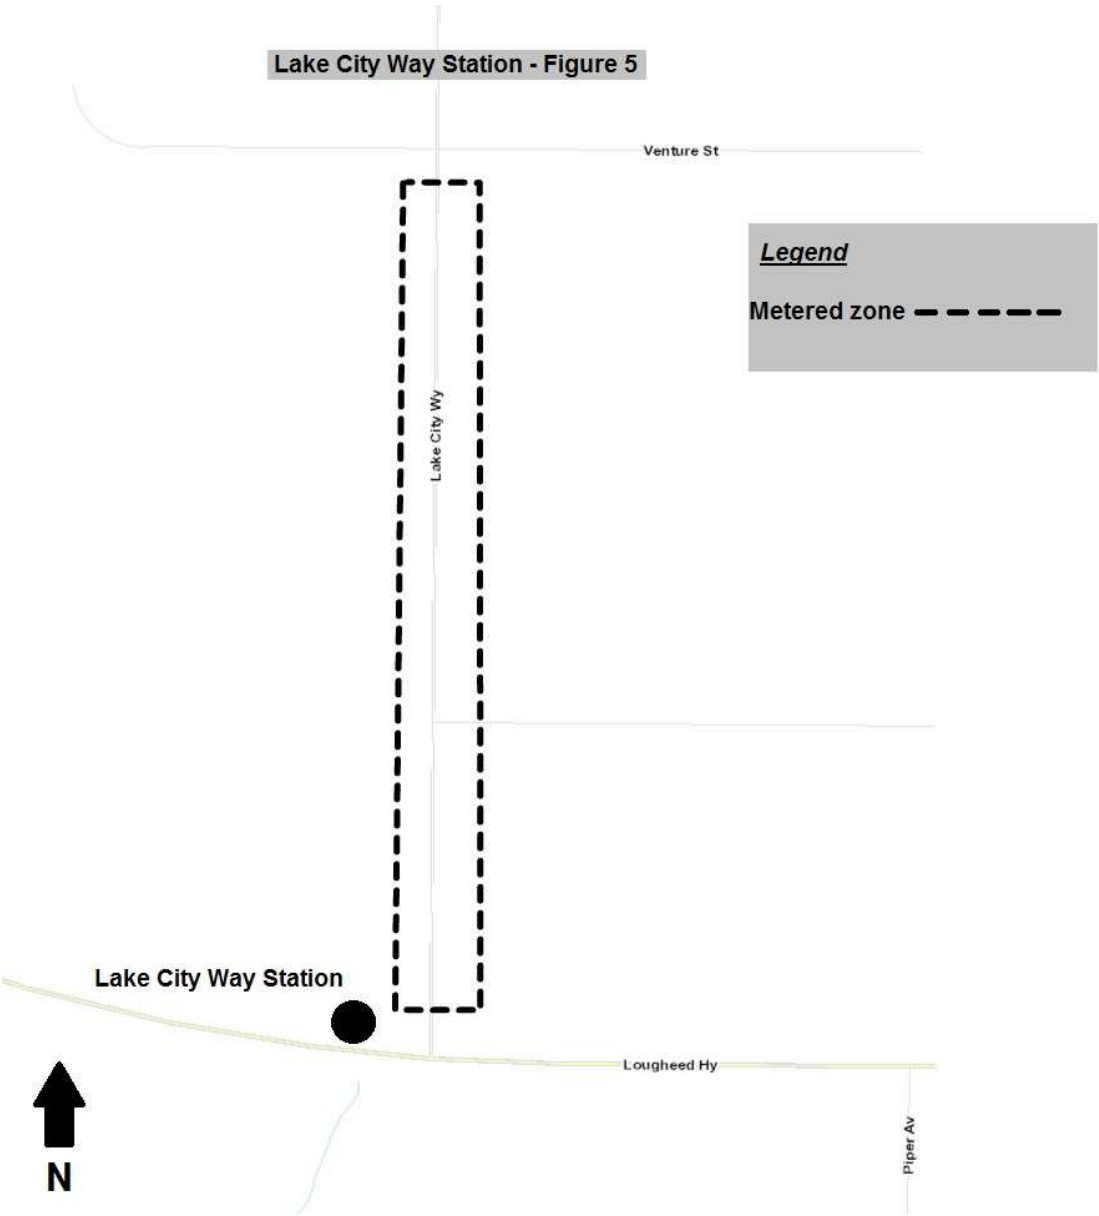 Lake City Way Station - Figure 5
Venture St
Legend
Metered zone
Lake City Wy
Lake City Way Station
Lougheed Hy
Piper Av
N